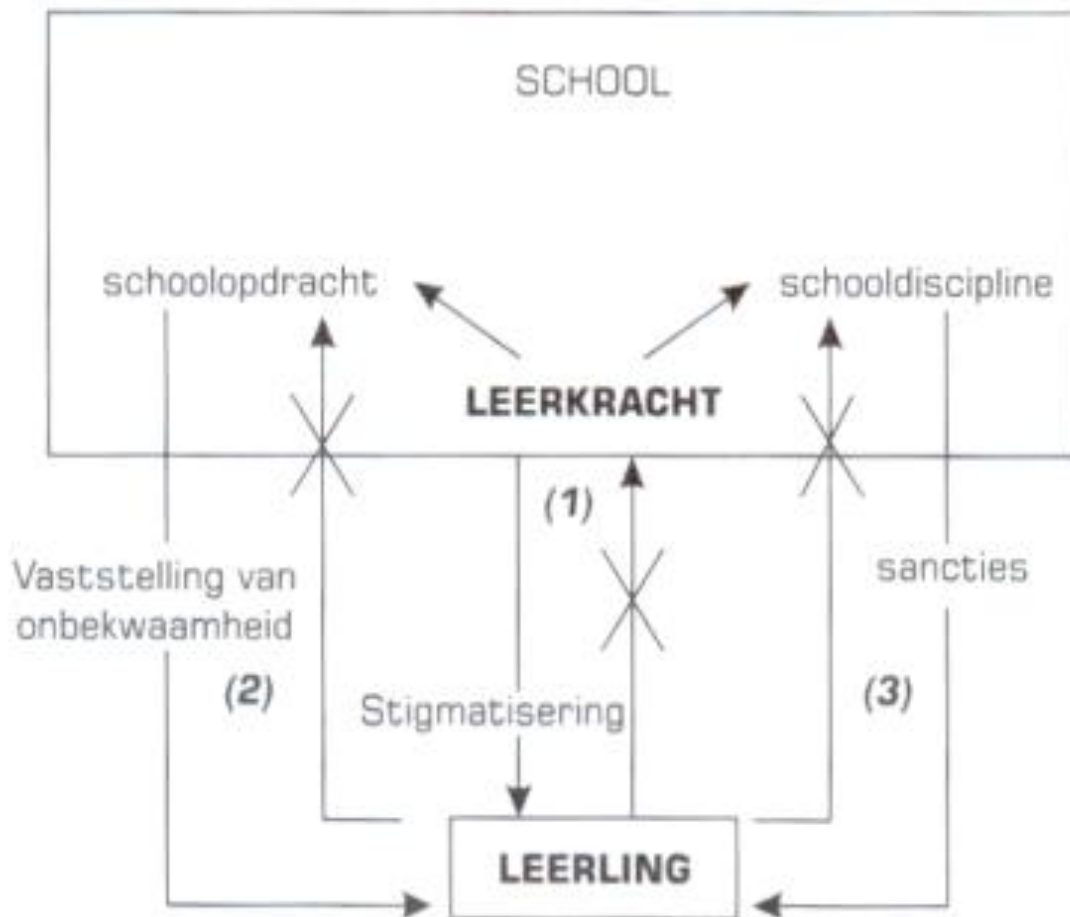 SCHOOL
schoolopdracht
schooldiscipline
LEERKRACHT
(1)
Vaststelling van
onbekwaamheid
sancties
(2)
Stigmatisering
(3)
LEERLING